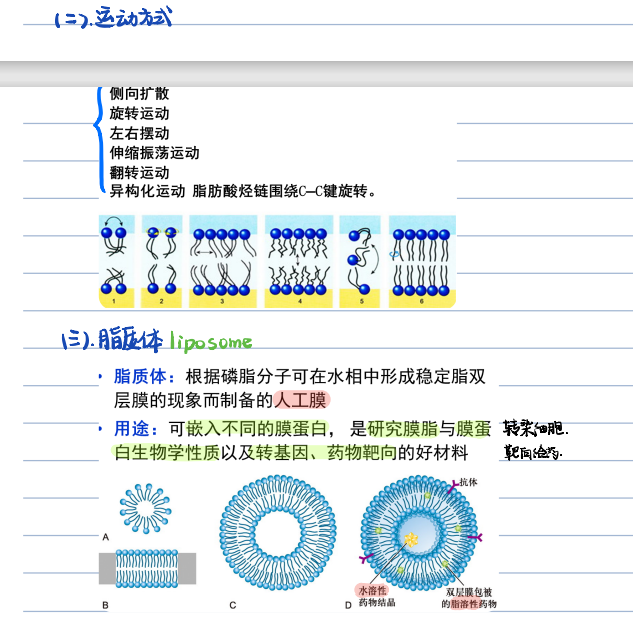 (二).运动方式
侧向扩散
旋转运动
左右摆动
伸缩振荡运动
翻转运动
异构化运动 脂肪酸烃链围绕C—C键旋转。
1 2 3 4 5 6
(三).脂质体 liposome
• 脂质体：根据磷脂分子可在水相中形成稳定脂双
层膜的现象而制备的人工膜
• 用途：可嵌入不同的膜蛋白， 是研究膜脂与膜蛋 转染细胞.
白生物学性质以及转基因、药物靶向的好材料 靶向给药.
抗体
A
B
C
D
水溶性
药物结晶
双层膜包被
的脂溶性药物